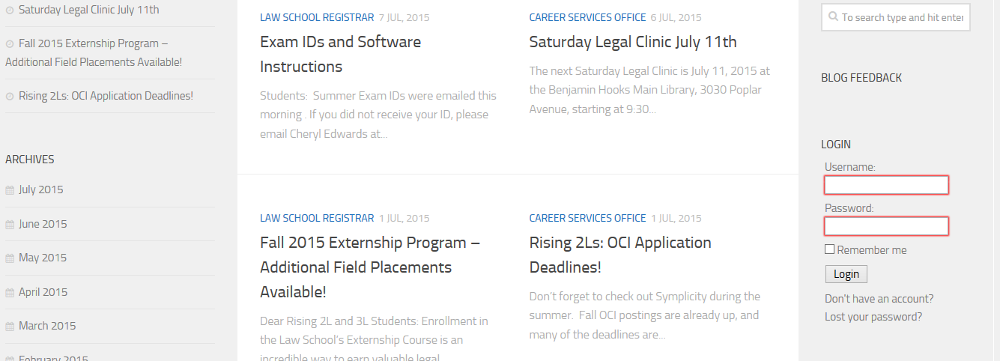 Saturday Legal Clinic July 11th
Fall 2015 Externship Program –
Additional Field Placements Available!
Rising 2Ls: OCI Application Deadlines!
ARCHIVES
July 2015
June 2015
May 2015
April 2015
March 2015
February 2015
LAW SCHOOL REGISTRAR 7 JUL, 2015
Exam IDs and Software
Instructions
Students:  Summer Exam IDs were emailed this
morning . If you did not receive your ID, please
email Cheryl Edwards at...
CAREER SERVICES OFFICE 6 JUL, 2015
Saturday Legal Clinic July 11th
The next Saturday Legal Clinic is July 11, 2015 at
the Benjamin Hooks Main Library, 3030 Poplar
Avenue, starting at 9:30...
LAW SCHOOL REGISTRAR 1 JUL, 2015
Fall 2015 Externship Program –
Additional Field Placements
Available!
Dear Rising 2L and 3L Students: Enrollment in
the Law School's Externship Course is an
incredible way to earn valuable legal
CAREER SERVICES OFFICE 1 JUL, 2015
Rising 2Ls: OCI Application
Deadlines!
Don't forget to check out Symplicity during the
summer.  Fall OCI postings are already up, and
many of the deadlines are...
To search type and hit enter
BLOG FEEDBACK
LOGIN
Username:
Password:
Remember me
Login
Don't have an account?
Lost your password?